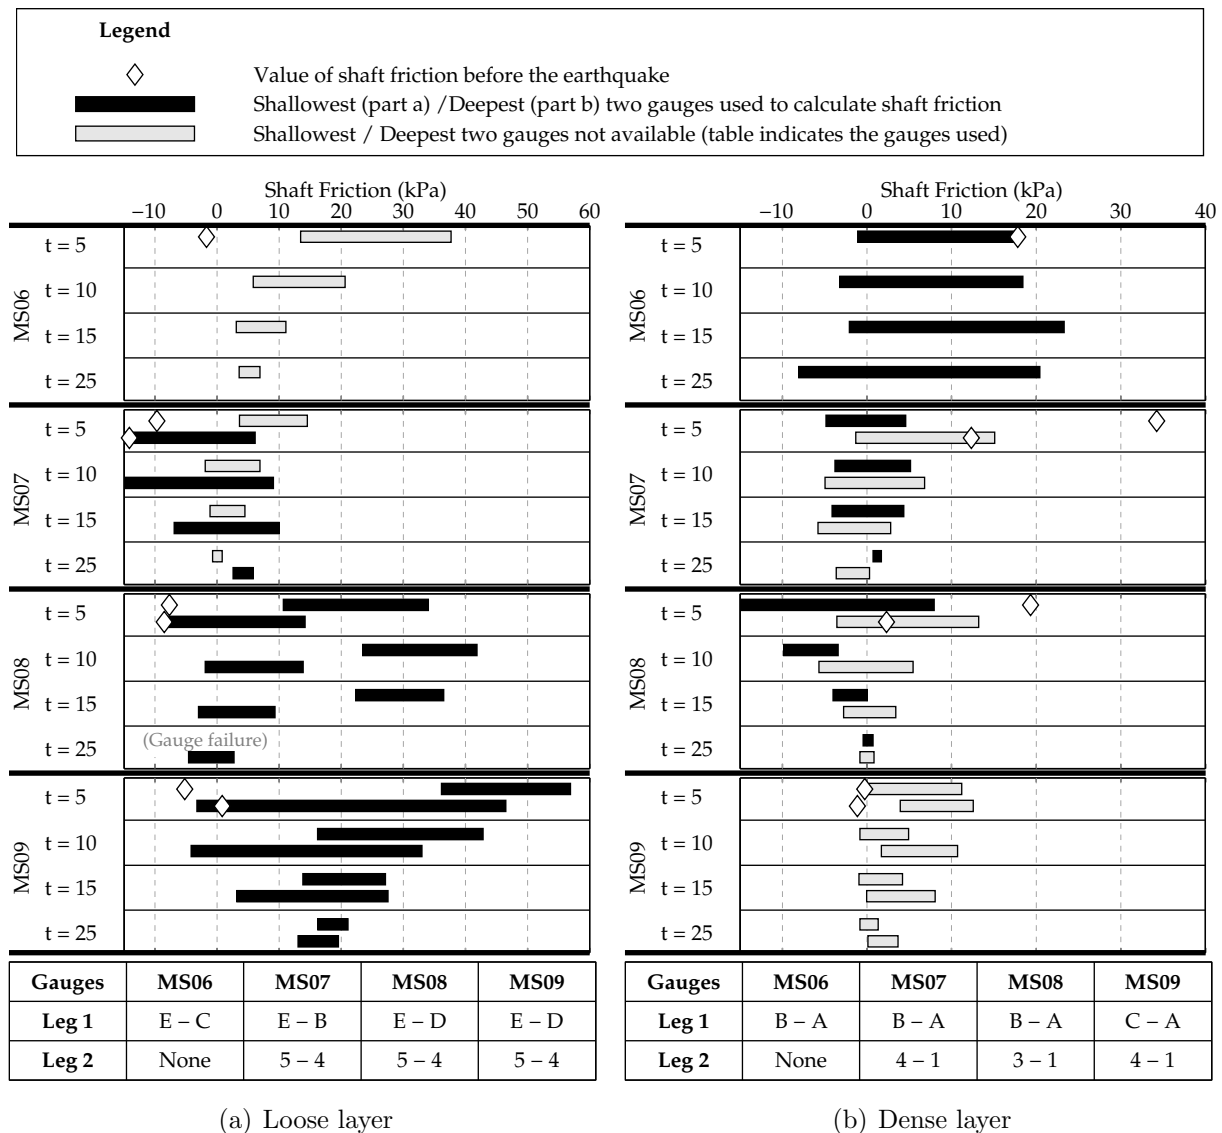 Legend
Value of shaft friction before the earthquake
Shallowest (part a) /Deepest (part b) two gauges used to calculate shaft friction
Shallowest / Deepest two gauges not available (table indicates the gauges used)
Shaft Friction (kPa)
−10 0 10 20 30 40 50 60
MS06
t = 5
t = 10
t = 15
t = 25
MS07
t = 5
t = 10
t = 15
t = 25
MS08
t = 5
t = 10
t = 15
t = 25
(Gauge failure)
MS09
t = 5
t = 10
t = 15
t = 25
Gauges MS06 MS07 MS08 MS09
Leg 1 E – C E – B E – D E – D
Leg 2 None 5 – 4 5 – 4 5 – 4
(a) Loose layer
Shaft Friction (kPa)
−10 0 10 20 30 40
MS06
t = 5
t = 10
t = 15
t = 25
MS07
t = 5
t = 10
t = 15
t = 25
MS08
t = 5
t = 10
t = 15
t = 25
MS09
t = 5
t = 10
t = 15
t = 25
Gauges MS06 MS07 MS08 MS09
Leg 1 B – A B – A B – A C – A
Leg 2 None 4 – 1 3 – 1 4 – 1
(b) Dense layer